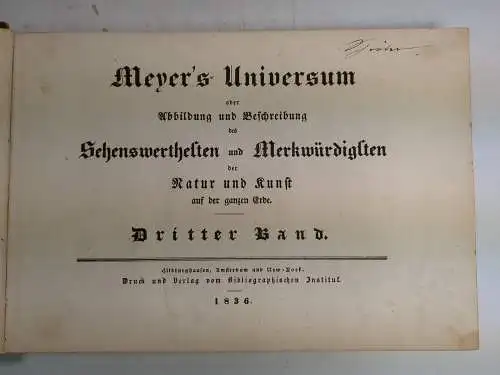 Meyer's Universum
oder
Abbildung und Beschreibung
des
Sehenswerthesten und Merkwürdigsten
der
Natur und Kunst
auf der ganzen Erde.
Dritter Band.
Hildburghausen, Amsterdam und New-York.
Druck und Verlag vom Bibliographischen Institut.
1836.